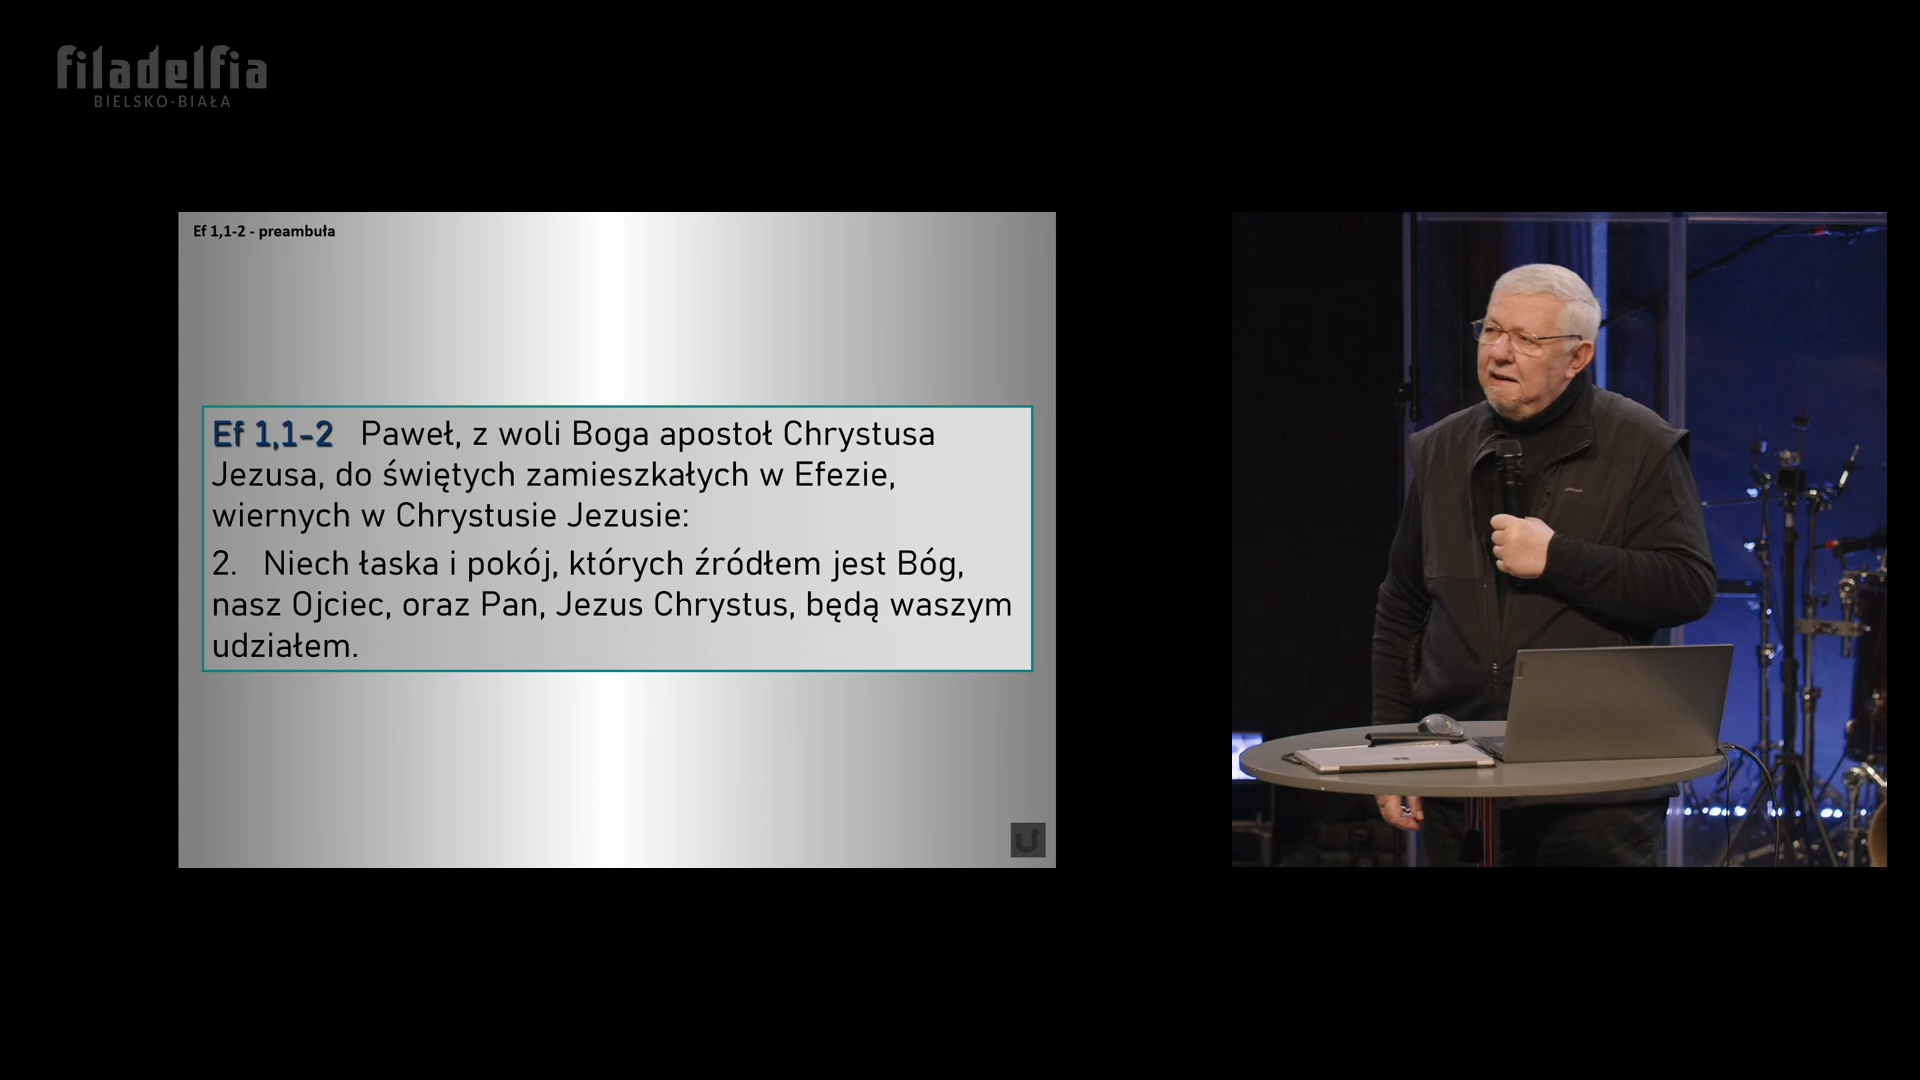 filadelfia
BIELSKO-BIAŁA
Ef 1,1-2 - preambuła
Ef 1,1-2 Paweł, z woli Boga apostoł Chrystusa
Jezusa, do świętych zamieszkałych w Efezie,
wiernych w Chrystusie Jezusie:
2. Niech łaska i pokój, których źródłem jest Bóg,
nasz Ojciec, oraz Pan, Jezus Chrystus, będą waszym
udziałem.